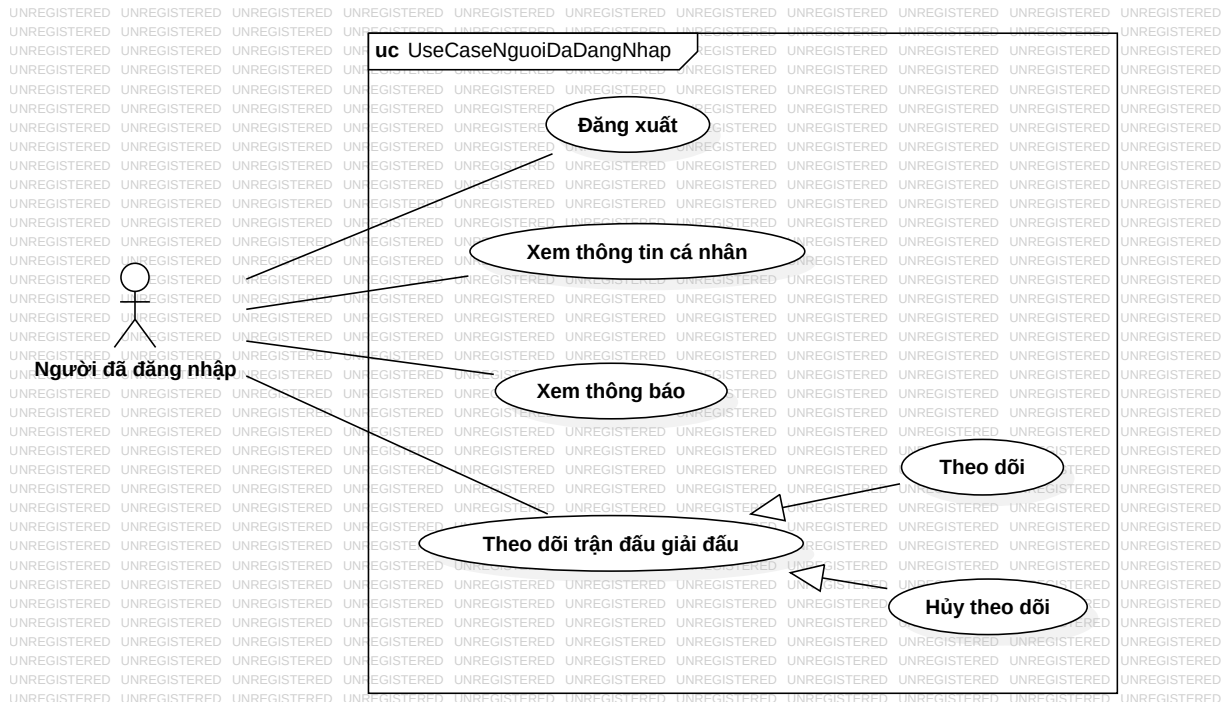 uc UseCaseNguoiDaDangNhap
Đăng xuất
Xem thông tin cá nhân
Người đã đăng nhập
Xem thông báo
Theo dõi
Theo dõi trận đấu giải đấu
Hủy theo dõi
UNREGISTERED